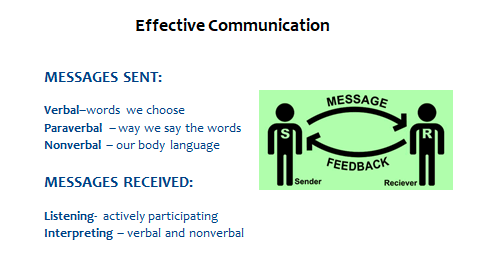 Effective Communication
MESSAGES SENT:
Verbal–words we choose
Paraverbal – way we say the words
Nonverbal – our body language
MESSAGES RECEIVED:
Listening- actively participating
Interpreting – verbal and nonverbal
MESSAGE
S
R
FEEDBACK
Sender
Reciever